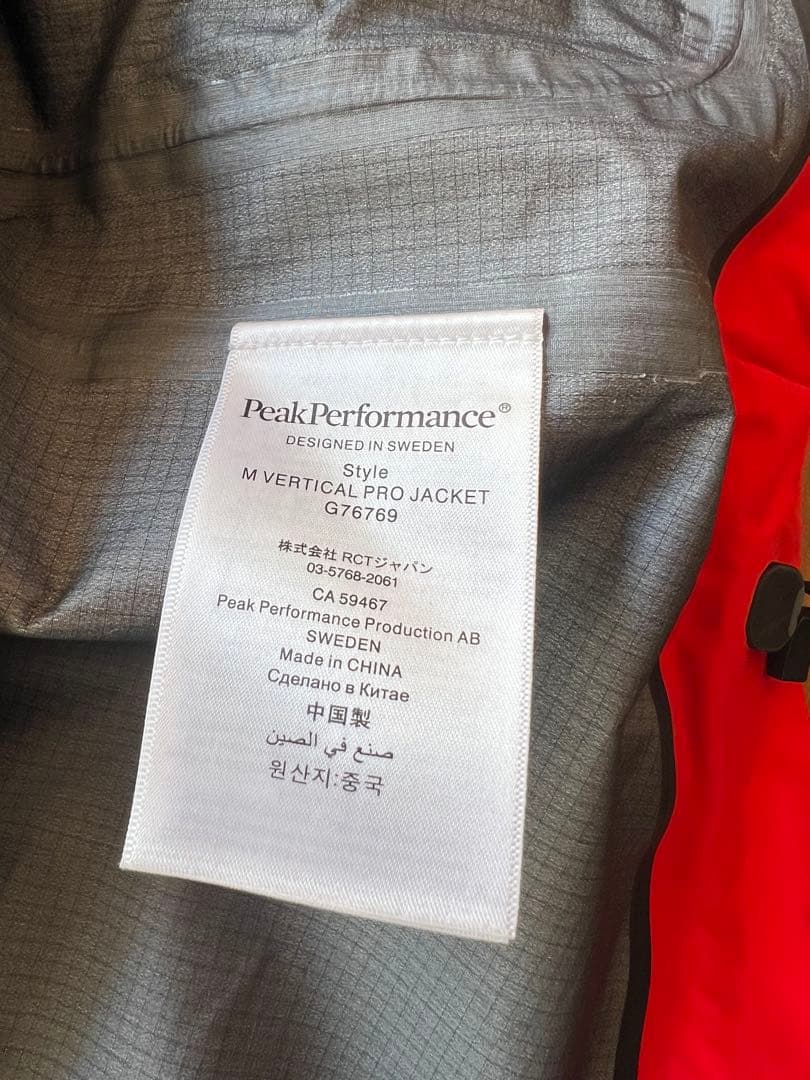 PeakPerformance®
DESIGNED IN SWEDEN
Style
M VERTICAL PRO JACKET
G76769
株式会社 RCTジャパン
03-5768-2061
CA 59467
Peak Performance Production AB
SWEDEN
Made in CHINA
Сделано в Китае
中国製
صنع في الصين
원산지:중국